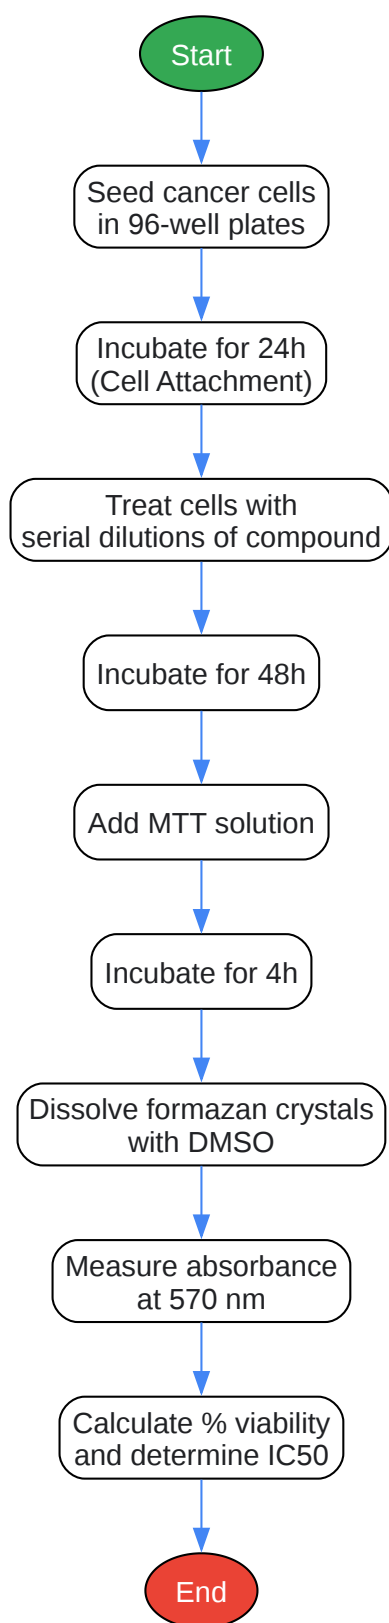 Start
Seed cancer cells
in 96-well plates
Incubate for 24h
(Cell Attachment)
Treat cells with
serial dilutions of compound
Incubate for 48h
Add MTT solution
Incubate for 4h
Dissolve formazan crystals
with DMSO
Measure absorbance
at 570 nm
Calculate % viability
and determine IC50
End